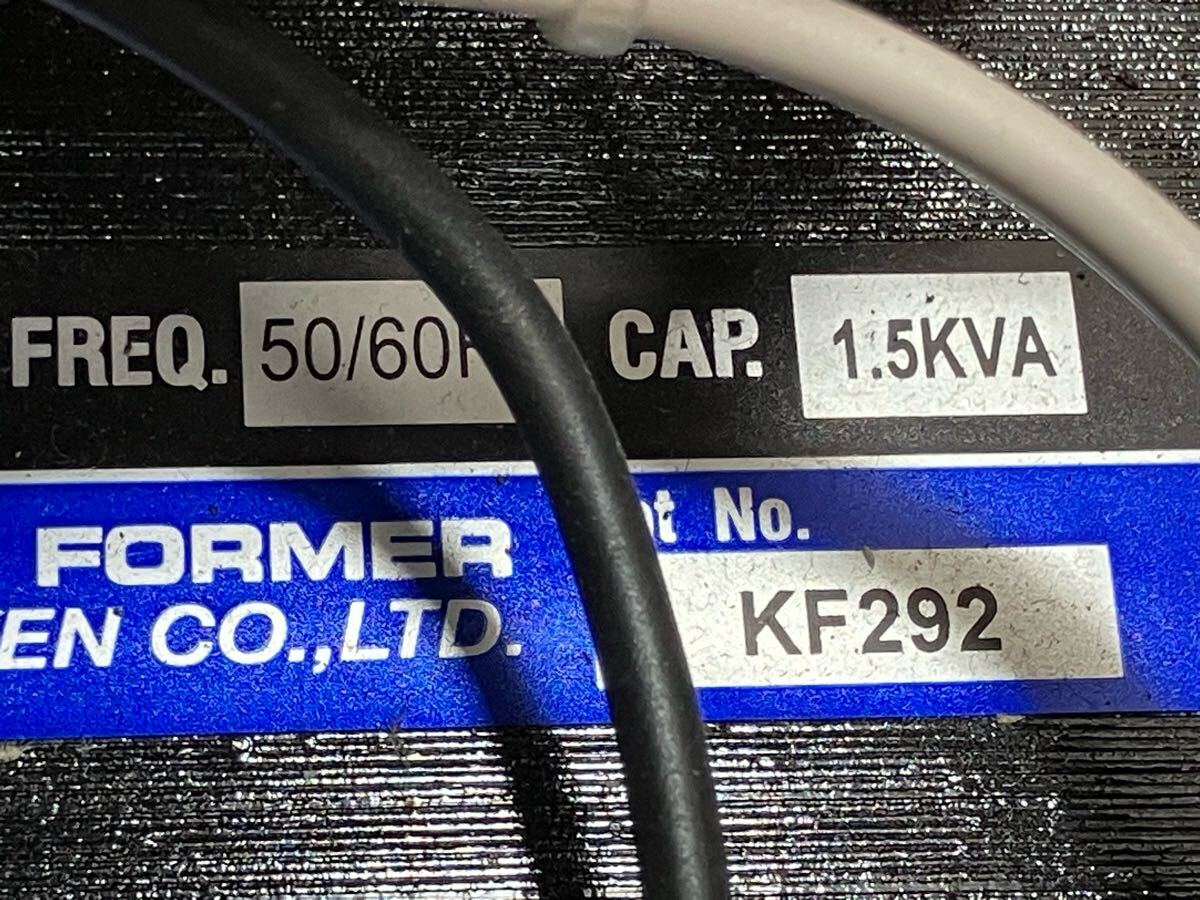 FREQ. 50/60 CAP. 1.5KVA
FORMER No.
CO.,LTD. KF292